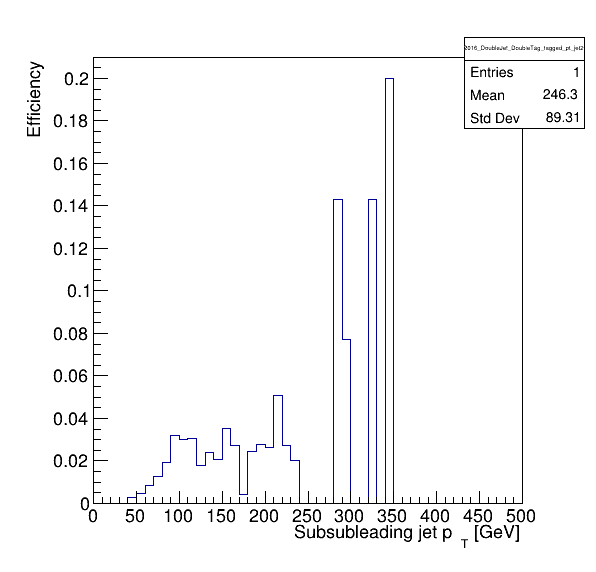 2016_DoubleJet_DoubleTag_tagged_pt_jet2
Entries 1
Mean 246.3
Std Dev 89.31
Efficiency
0.2
0.18
0.16
0.14
0.12
0.1
0.08
0.06
0.04
0.02
0
0 50 100 150 200 250 300 350 400 450 500
Subsubleading jet p T [GeV]